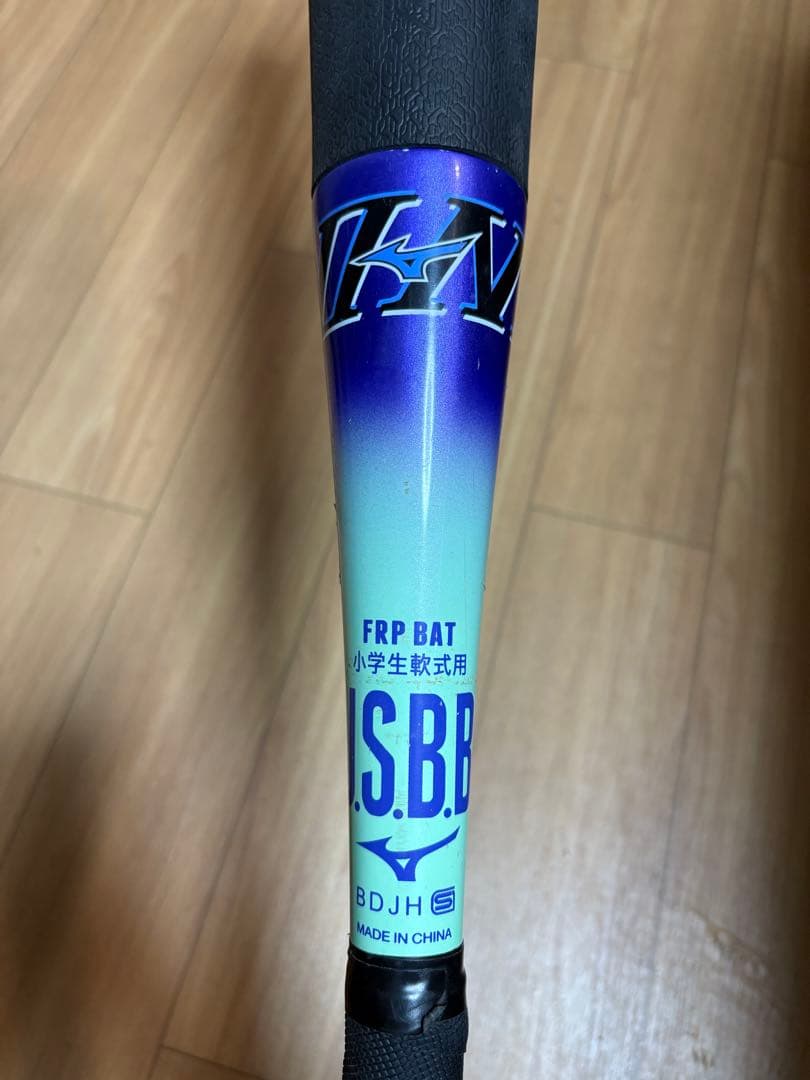 FRP BAT
小学生軟式用
J.S.B.B
BDJH S
MADE IN CHINA